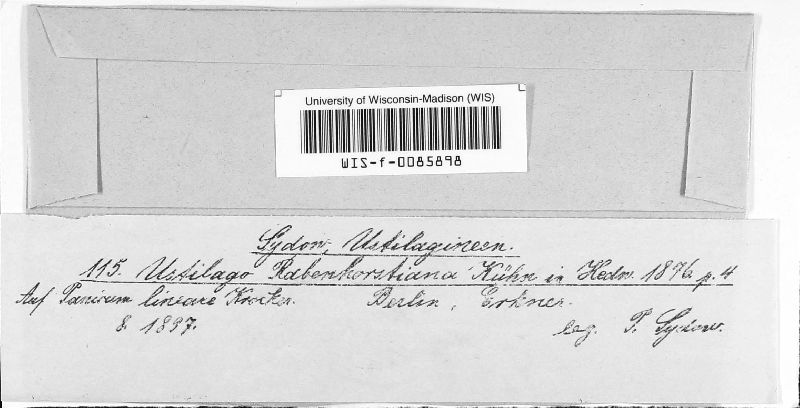 University of Wisconsin-Madison (WIS)
WIS-f-0085898
Sydow, Ustilagineen.
115. Ustilago Rabenhorstiana Kühn in Hedw. 1876 p. 4
Auf Panicum lineare Krocker. Berlin, Erkner.
8. 1897. leg. P. Sydow.